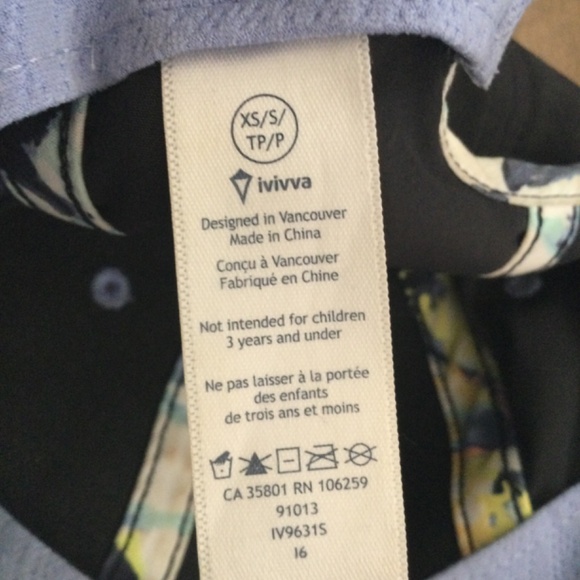 XS/S/
TP/P
ivivva
Designed in Vancouver
Made in China
Conçu à Vancouver
Fabriqué en Chine
Not intended for children
3 years and under
Ne pas laisser à la portée
des enfants
de trois ans et moins
CA 35801 RN 106259
91013
IV9631S
I6